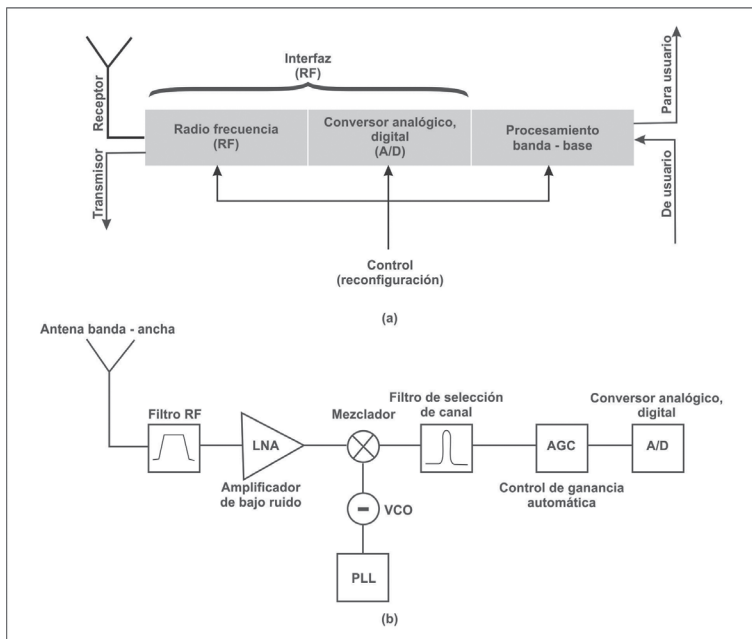 Interfaz
(RF)
Receptor
Transmisor
Radio frecuencia
(RF)
Conversor analógico,
digital
(A/D)
Procesamiento
banda - base
Para usuario
De usuario
Control
(reconfiguración)
(a)
Antena banda - ancha
Filtro RF
LNA
Amplificador
de bajo ruido
Mezclador
VCO
PLL
Filtro de selección
de canal
AGC
Control de ganancia
automática
Conversor analógico,
digital
A/D
(b)